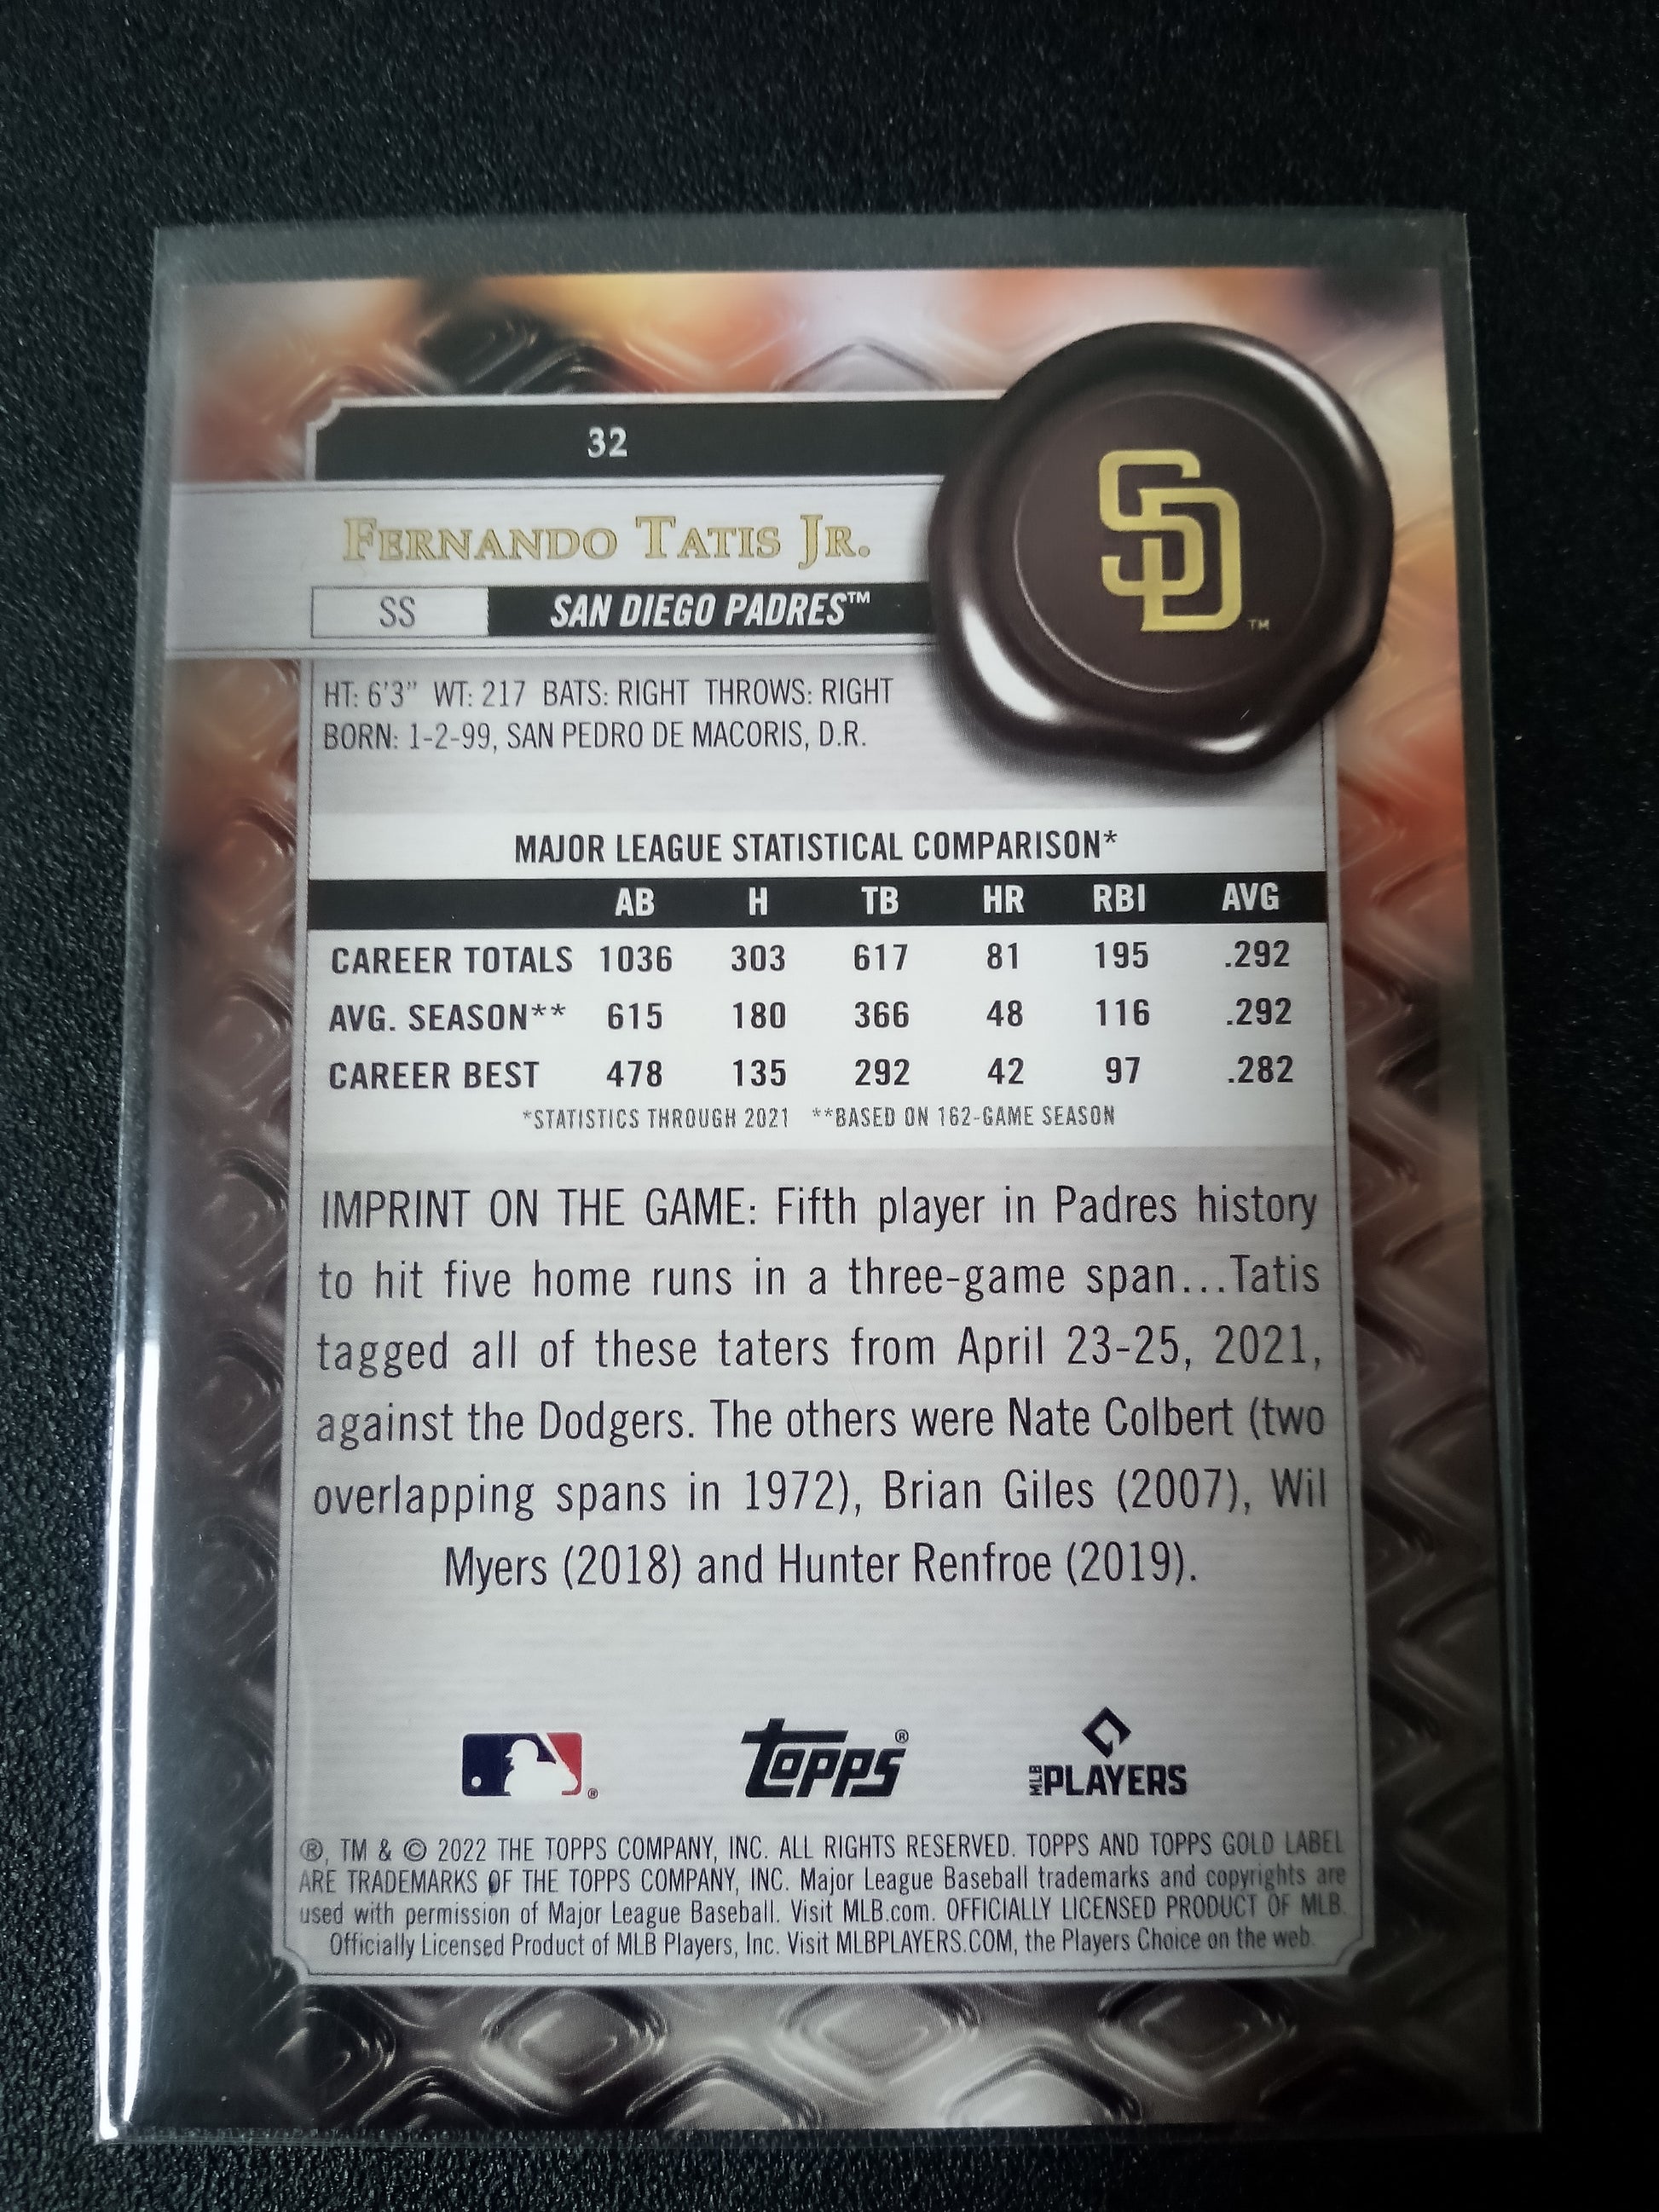 32
SD™
FERNANDO TATIS JR.
SS SAN DIEGO PADRES™
HT: 6'3" WT: 217 BATS: RIGHT THROWS: RIGHT
BORN: 1-2-99, SAN PEDRO DE MACORIS, D.R.
MAJOR LEAGUE STATISTICAL COMPARISON*
AB H TB HR RBI AVG
CAREER TOTALS 1036 303 617 81 195 .292
AVG. SEASON** 615 180 366 48 116 .292
CAREER BEST 478 135 292 42 97 .282
*STATISTICS THROUGH 2021 **BASED ON 162-GAME SEASON
IMPRINT ON THE GAME: Fifth player in Padres history
to hit five home runs in a three-game span...Tatis
tagged all of these taters from April 23-25, 2021,
against the Dodgers. The others were Nate Colbert (two
overlapping spans in 1972), Brian Giles (2007), Wil
Myers (2018) and Hunter Renfroe (2019).
®
topps®
MLB PLAYERS
®, TM & © 2022 THE TOPPS COMPANY, INC. ALL RIGHTS RESERVED. TOPPS AND TOPPS GOLD LABEL
ARE TRADEMARKS OF THE TOPPS COMPANY, INC. Major League Baseball trademarks and copyrights are
used with permission of Major League Baseball. Visit MLB.com. OFFICIALLY LICENSED PRODUCT OF MLB.
Officially Licensed Product of MLB Players, Inc. Visit MLBPLAYERS.COM, the Players Choice on the web.